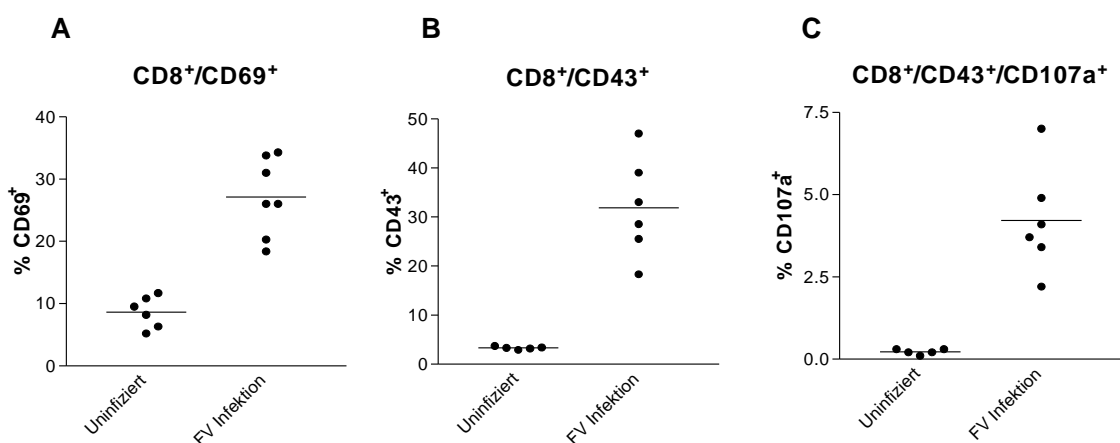 A
CD8+/CD69+
% CD69+
40
30
20
10
0
Uninfiziert
FV Infektion
B
CD8+/CD43+
% CD43+
50
40
30
20
10
0
Uninfiziert
FV Infektion
C
CD8+/CD43+/CD107a+
% CD107a+
7.5
5.0
2.5
0.0
Uninfiziert
FV Infektion